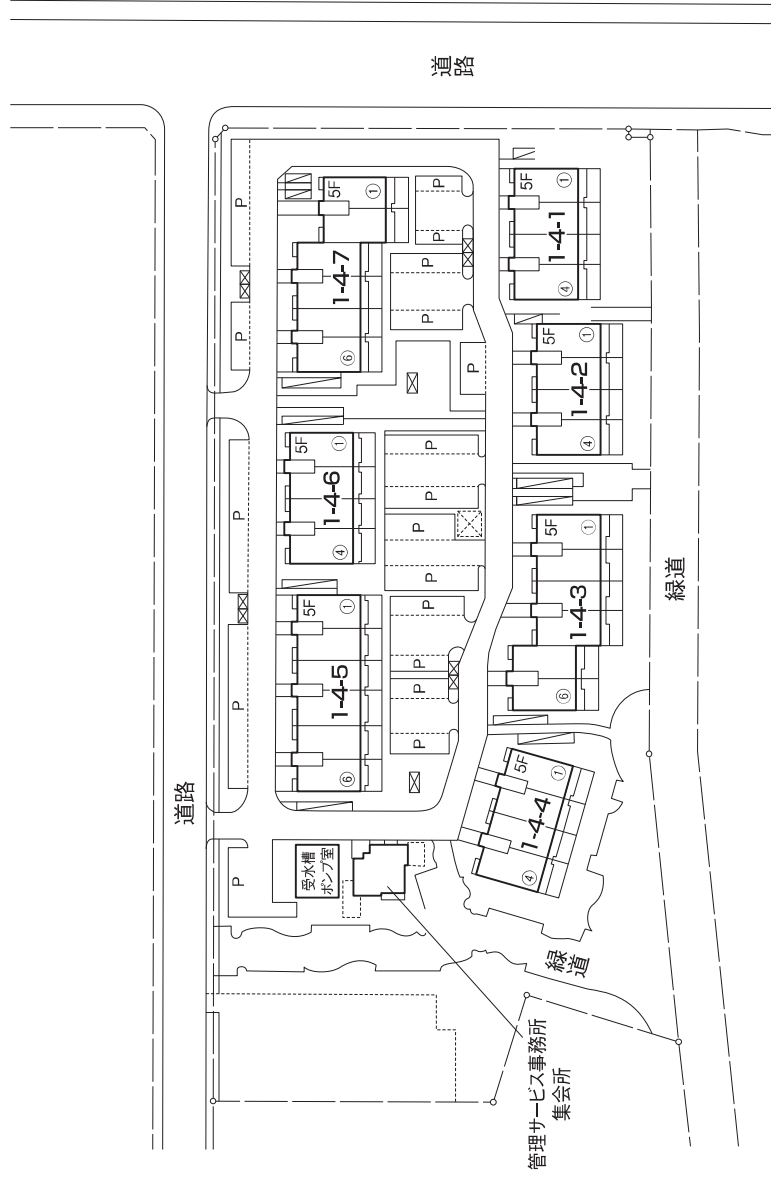 道路
P
P
P
P
P
道路
5F
①
1-4-7
⑥
P
P
P
P
P
5F
①
1-4-6
④
P
P
P
P
5F
①
1-4-5
⑥
P
P
P
P
5F
①
1-4-1
④
5F
①
1-4-2
④
5F
①
1-4-3
⑥
5F
①
1-4-4
④
受水槽
ポンプ室
緑道
緑道
管理サービス事務所
集会所